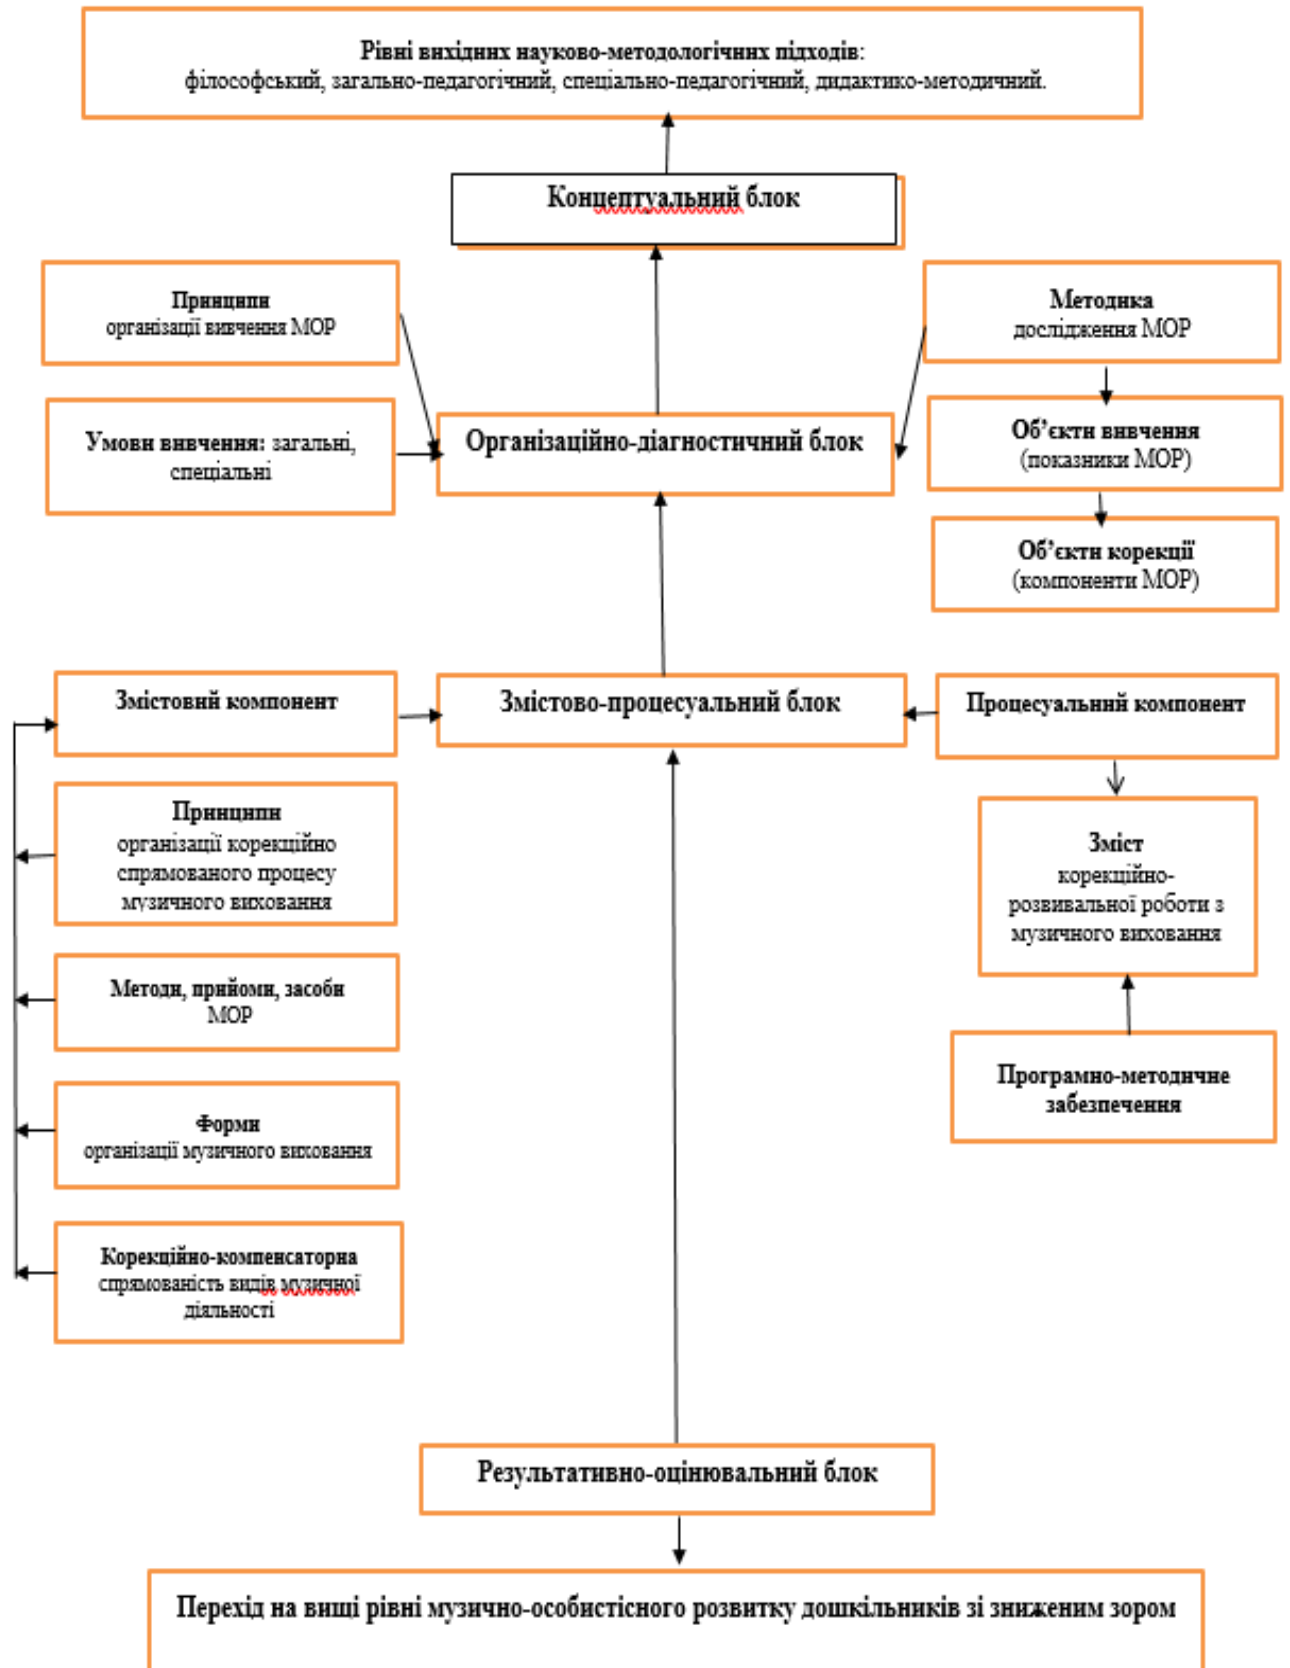 Рівні вихідних науково-методологічних підходів:
філософський, загально-педагогічний, спеціально-педагогічний, дидактико-методичний.
Концептуальний блок
Принципи
організації вивчення МОР
Методика
дослідження МОР
Умови вивчення: загальні,
спеціальні
Організаційно-діагностичний блок
Об’єкти вивчення
(показники МОР)
Об’єкти корекції
(компоненти МОР)
Змістовий компонент
Змістово-процесуальний блок
Процесуальний компонент
Принципи
організації корекційно
спрямованого процесу
музичного виховання
Зміст
корекційно-
розвивальної роботи з
музичного виховання
Методи, прийоми, засоби
МОР
Програмно-методичне
забезпечення
Форми
організації музичного виховання
Корекційно-компенсаторна
спрямованість видів музичної
діяльності
Результативно-оцінювальний блок
Перехід на вищі рівні музично-особистісного розвитку дошкільників зі зниженим зором